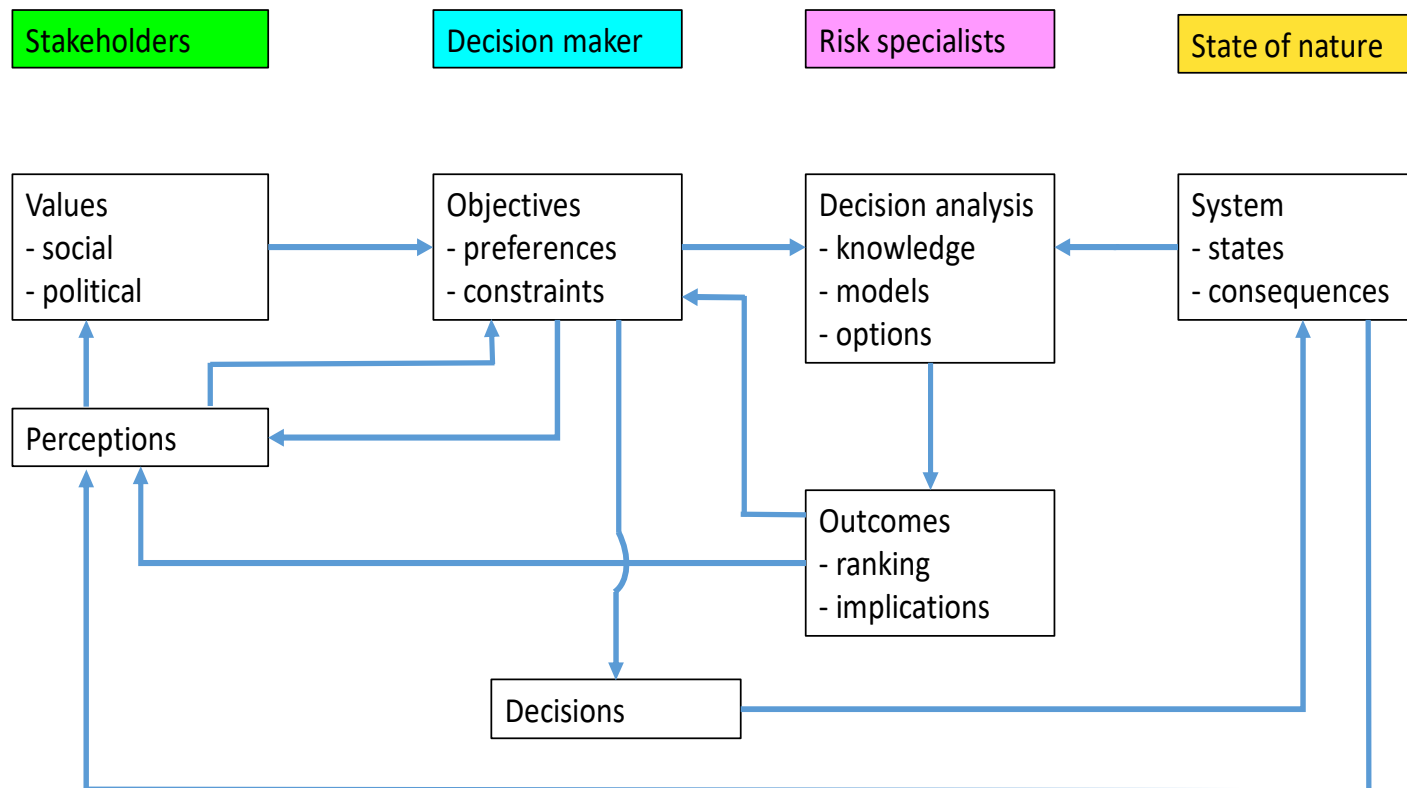 Stakeholders
Decision maker
Risk specialists
State of nature
Values
- social
- political
Objectives
- preferences
- constraints
Decision analysis
- knowledge
- models
- options
System
- states
- consequences
Perceptions
Outcomes
- ranking
- implications
Decisions